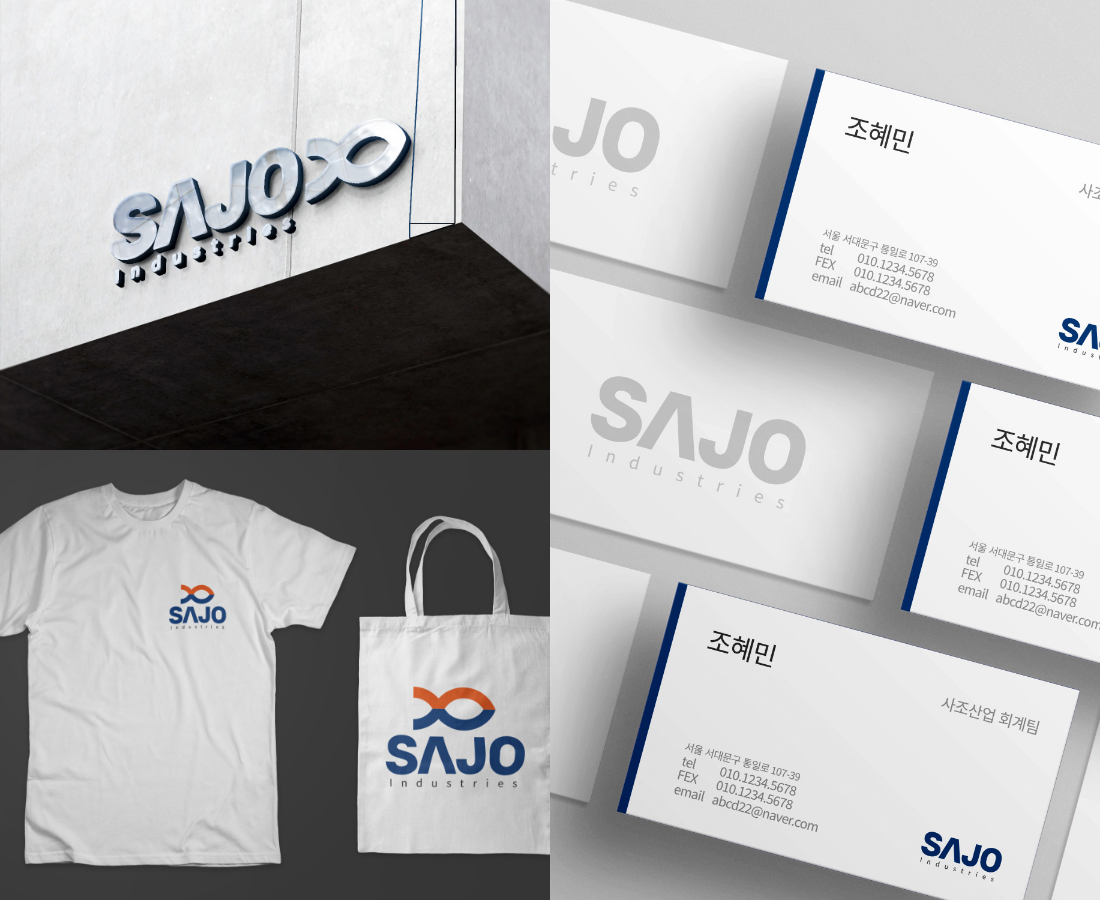 SAJO
Industries
SAJO
Industries
SAJO
Industries
JO
tries
조혜민
사조
서울 서대문구 통일로 107-39
tel 010.1234.5678
FEX 010.1234.5678
email abcd22@naver.com
SAJ
Indus
SAJO
Industries
조혜민
서울 서대문구 통일로 107-39
tel 010.1234.5678
FEX 010.1234.5678
email abcd22@naver.com
조혜민
사조산업 회계팀
서울 서대문구 통일로 107-39
tel 010.1234.5678
FEX 010.1234.5678
email abcd22@naver.com
SAJO
Industries